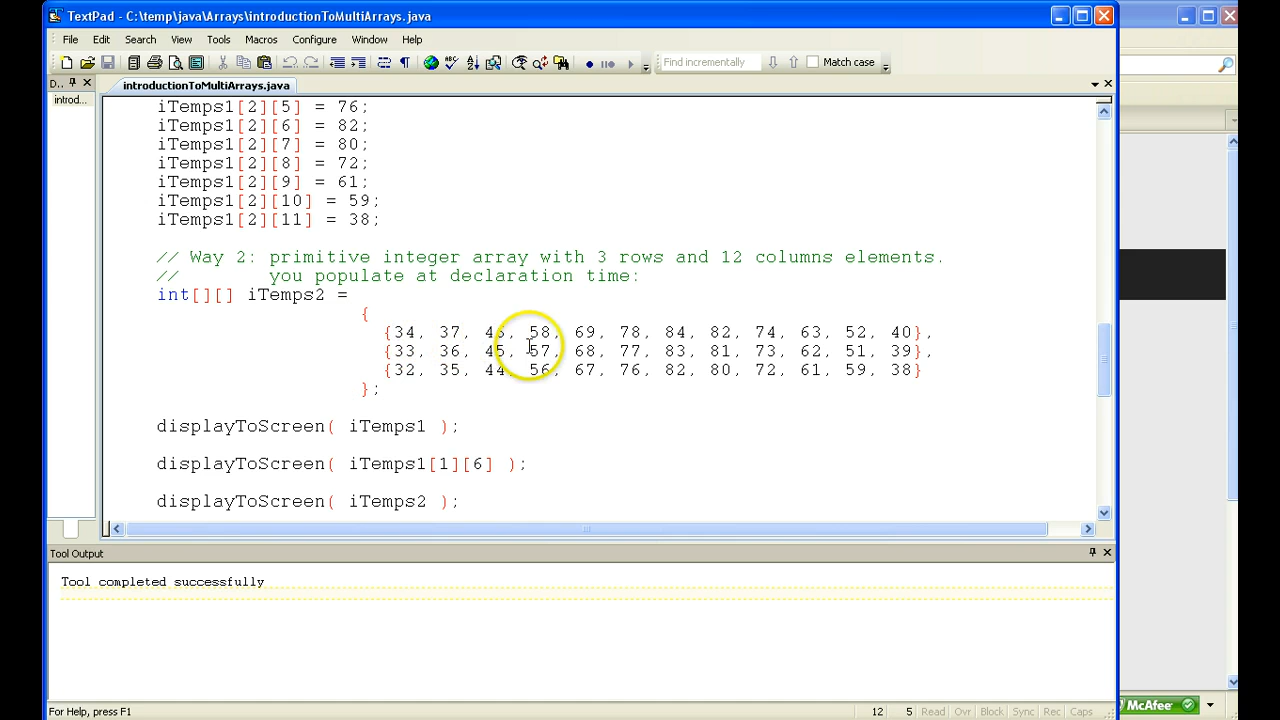 TextPad - C:\temp\java\Arrays\introductionToMultiArrays.java
File Edit Search View Tools Macros Configure Window Help
Find incrementally Match case
D..
introductionToMultiArrays.java
introd...
iTemps1[2][5] = 76;
iTemps1[2][6] = 82;
iTemps1[2][7] = 80;
iTemps1[2][8] = 72;
iTemps1[2][9] = 61;
iTemps1[2][10] = 59;
iTemps1[2][11] = 38;
// Way 2: primitive integer array with 3 rows and 12 columns elements.
// you populate at declaration time:
int[][] iTemps2 =
{
{34, 37, 46, 58, 69, 78, 84, 82, 74, 63, 52, 40},
{33, 36, 45, 57, 68, 77, 83, 81, 73, 62, 51, 39},
{32, 35, 44, 56, 67, 76, 82, 80, 72, 61, 59, 38}
};
displayToScreen( iTemps1 );
displayToScreen( iTemps1[1][6] );
displayToScreen( iTemps2 );
Tool Output
Tool completed successfully
For Help, press F1 12 5 Read Ovr Block Sync Rec Caps
McAfee